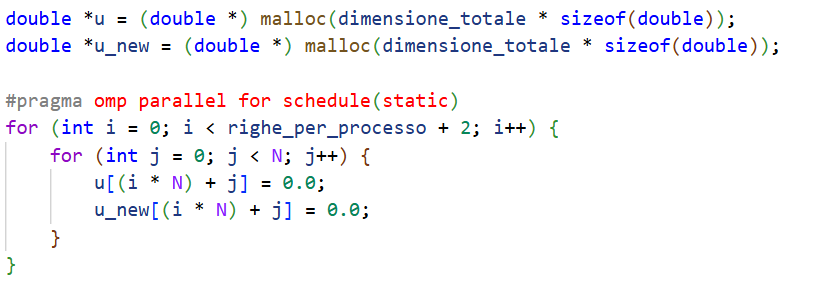 double *u = (double *) malloc(dimensione_totale * sizeof(double));
double *u_new = (double *) malloc(dimensione_totale * sizeof(double));

#pragma omp parallel for schedule(static)
for (int i = 0; i < righe_per_processo + 2; i++) {
    for (int j = 0; j < N; j++) {
        u[(i * N) + j] = 0.0;
        u_new[(i * N) + j] = 0.0;
    }
}